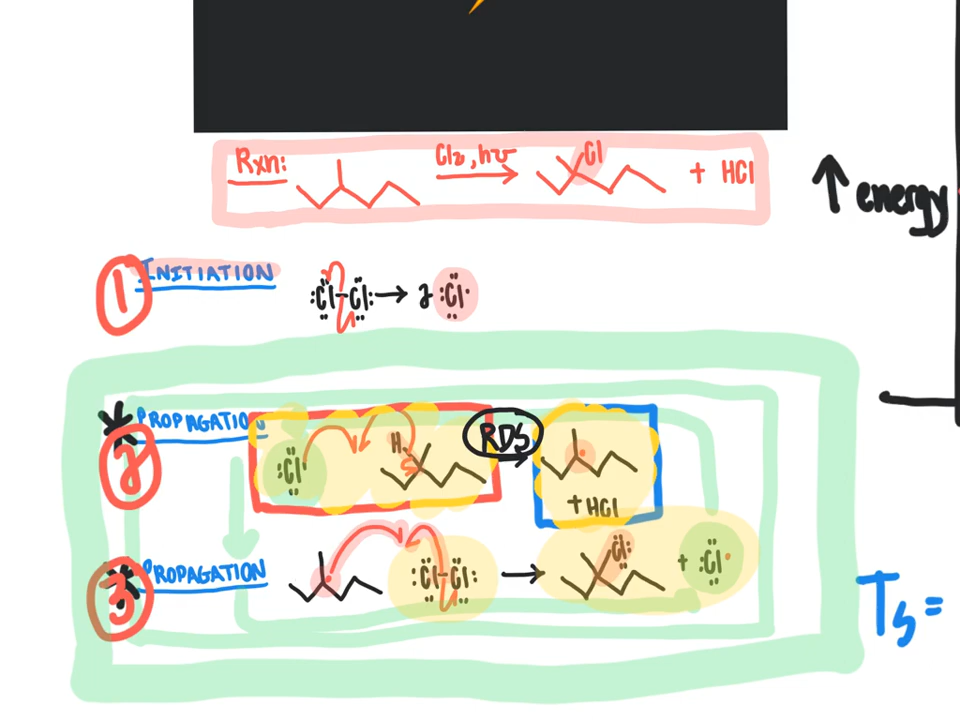 Rxn: Cl₂, hν Cl + HCl
↑ energy
1 INITIATION :Cl-Cl: → 2 :Cl·
* PROPAGATION RDS
2 :Cl· H → + HCl
* PROPAGATION
3 :Cl-Cl: → :Cl: + :Cl·
Ts =